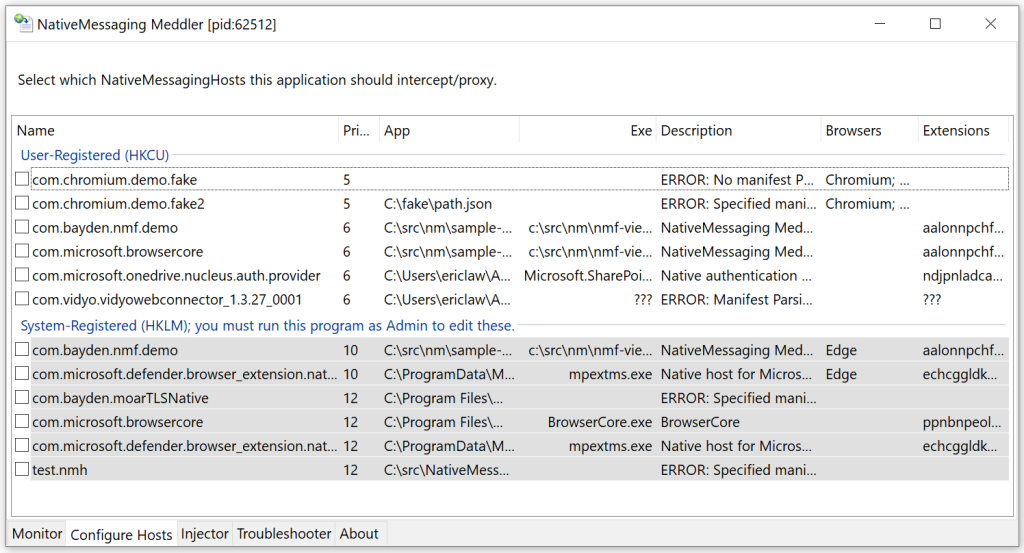 NativeMessaging Meddler [pid:62512]
Select which NativeMessagingHosts this application should intercept/proxy.
Name Pri... App Exe Description Browsers Extensions
User-Registered (HKCU)
com.chromium.demo.fake 5 ERROR: No manifest P... Chromium; ...
com.chromium.demo.fake2 5 C:\fake\path.json ERROR: Specified mani... Chromium; ...
com.bayden.nmf.demo 6 C:\src\nm\sample-... c:\src\nm\nmf-vie... NativeMessaging Med... aalonnpchf...
com.microsoft.browsercore 6 C:\src\nm\sample-... c:\src\nm\nmf-vie... NativeMessaging Med... aalonnpchf...
com.microsoft.onedrive.nucleus.auth.provider 6 C:\Users\ericlaw\A... Microsoft.SharePoi... Native authentication ... ndjpnladca...
com.vidyo.vidyowebconnector_1.3.27_0001 6 C:\Users\ericlaw\A... ??? ERROR: Manifest Parsi... ???
System-Registered (HKLM); you must run this program as Admin to edit these.
com.bayden.nmf.demo 10 C:\src\nm\sample-... c:\src\nm\nmf-vie... NativeMessaging Med... Edge aalonnpchf...
com.microsoft.defender.browser_extension.nat... 10 C:\ProgramData\M... mpextms.exe Native host for Micros... Edge echcggldk...
com.bayden.moarTLSNative 12 C:\Program Files\... ERROR: Specified mani...
com.microsoft.browsercore 12 C:\Program Files\... BrowserCore.exe BrowserCore ppnbnpeol...
com.microsoft.defender.browser_extension.nat... 12 C:\ProgramData\M... mpextms.exe Native host for Micros... echcggldk...
test.nmh 12 C:\src\NativeMess... ERROR: Specified mani...
Monitor Configure Hosts Injector Troubleshooter About